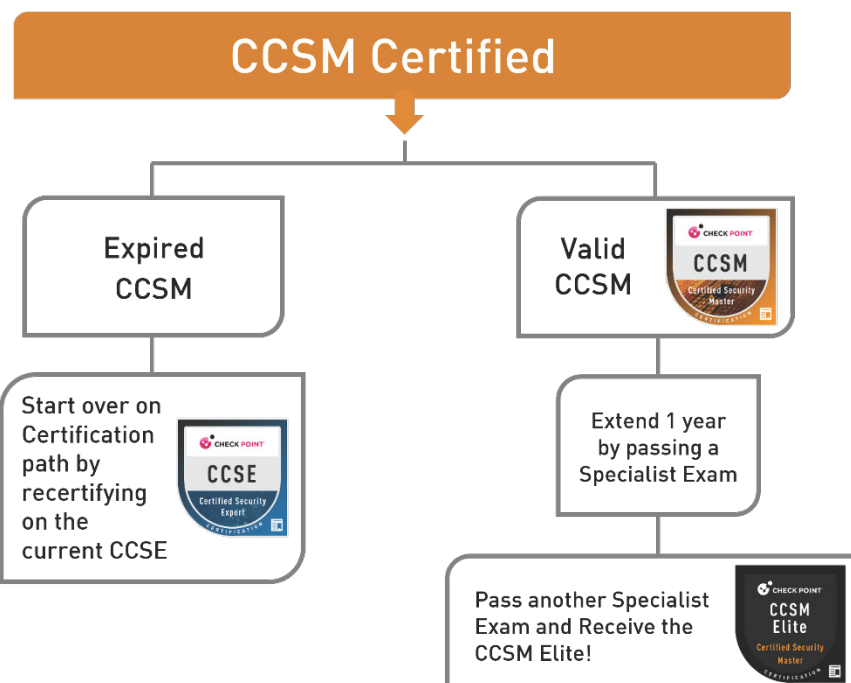 CCSM Certified
Expired
CCSM
Valid
CCSM
CHECK POINT
CCSM
Certified Security
Master
CERTIFICATION
Start over on
Certification
path by
recertifying
on the
current CCSE
CHECK POINT
CCSE
Certified Security
Expert
CERTIFICATION
Extend 1 year
by passing a
Specialist Exam
Pass another Specialist
Exam and Receive the
CCSM Elite!
CHECK POINT
CCSM
Elite
Certified Security
Master
CERTIFICATION